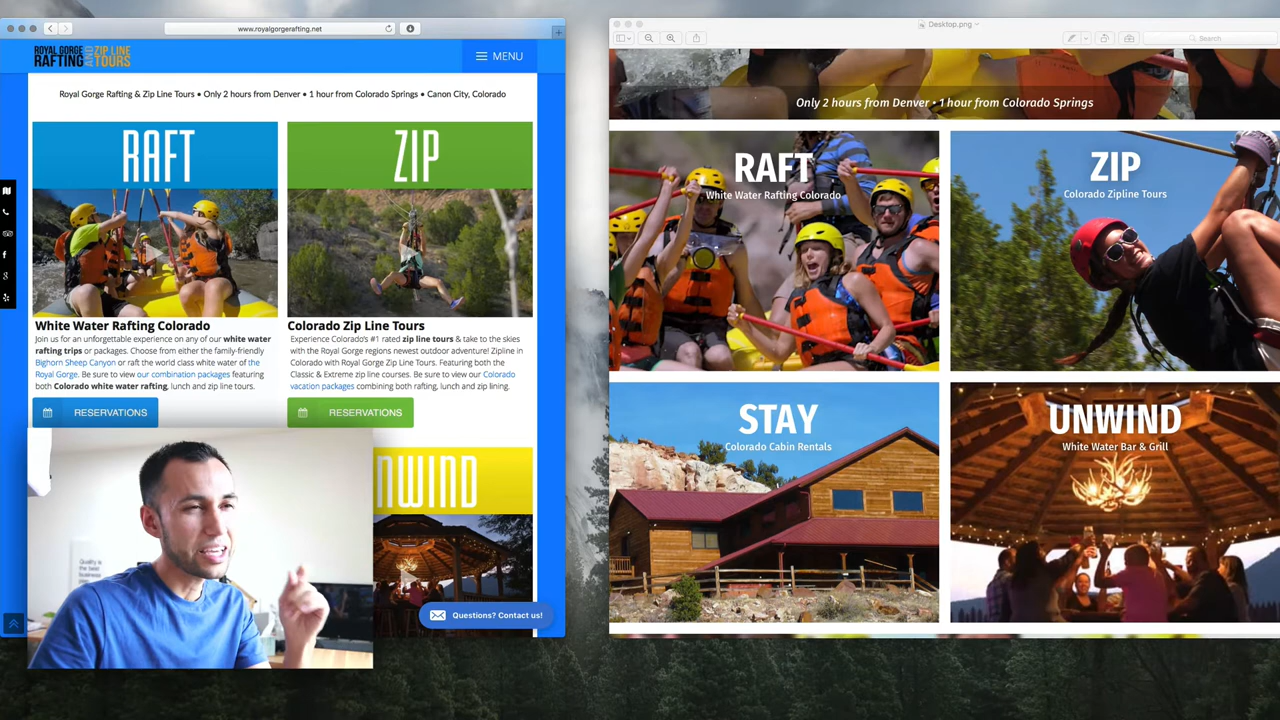 www.royalgorgerafting.net
ROYAL GORGE
RAFTING
AND
ZIP LINE
TOURS
MENU
Royal Gorge Rafting & Zip Line Tours • Only 2 hours from Denver • 1 hour from Colorado Springs • Canon City, Colorado
RAFT
White Water Rafting Colorado
Join us for an unforgettable experience on any of our white water
rafting trips or packages. Choose from either the family-friendly
Bighorn Sheep Canyon or raft the world class white water of the
Royal Gorge. Be sure to view our combination packages featuring
both Colorado white water rafting, lunch and zip line tours.
RESERVATIONS
ZIP
Colorado Zip Line Tours
Experience Colorado's #1 rated zip line tours & take to the skies
with the Royal Gorge regions newest outdoor adventure! Zipline in
Colorado with Royal Gorge Zip Line Tours. Featuring both the
Classic & Extreme zip line courses. Be sure to view our Colorado
vacation packages combining both rafting, lunch and zip lining.
RESERVATIONS
NWIND
Questions? Contact us!
Quality is
the best
business
Desktop.png
Search
Only 2 hours from Denver • 1 hour from Colorado Springs
RAFT
White Water Rafting Colorado
ZIP
Colorado Zipline Tours
STAY
Colorado Cabin Rentals
UNWIND
White Water Bar & Grill